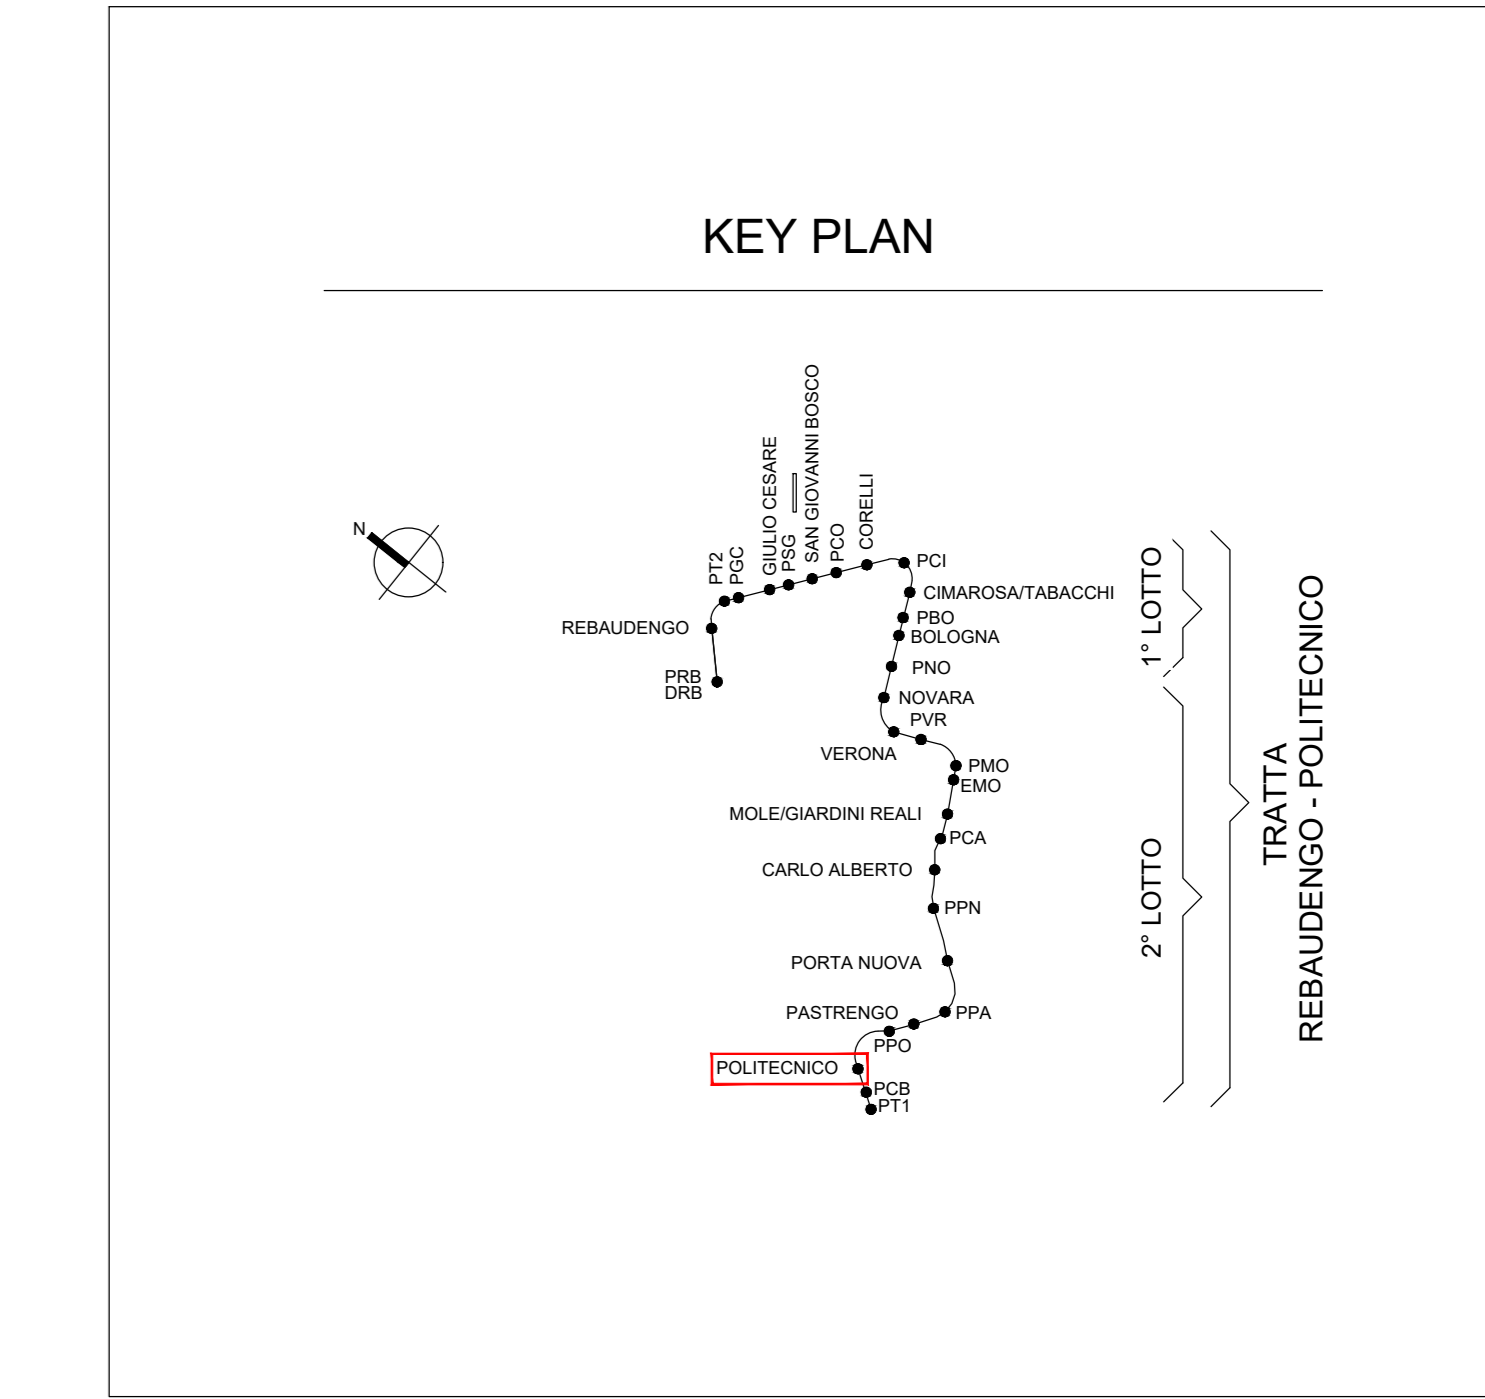 KEY PLAN
N
PT2
PGC
GIULIO CESARE
PSG
SAN GIOVANNI BOSCO
PCO
CORELLI
PCI
CIMAROSA/TABACCHI
REBAUDENGO
PBO
BOLOGNA
PRB
DRB
PNO
NOVARA
PVR
VERONA
PMO
EMO
MOLE/GIARDINI REALI
PCA
CARLO ALBERTO
PPN
PORTA NUOVA
PASTRENGO
PPA
PPO
POLITECNICO
PCB
PT1
1° LOTTO
2° LOTTO
TRATTA
REBAUDENGO - POLITECNICO